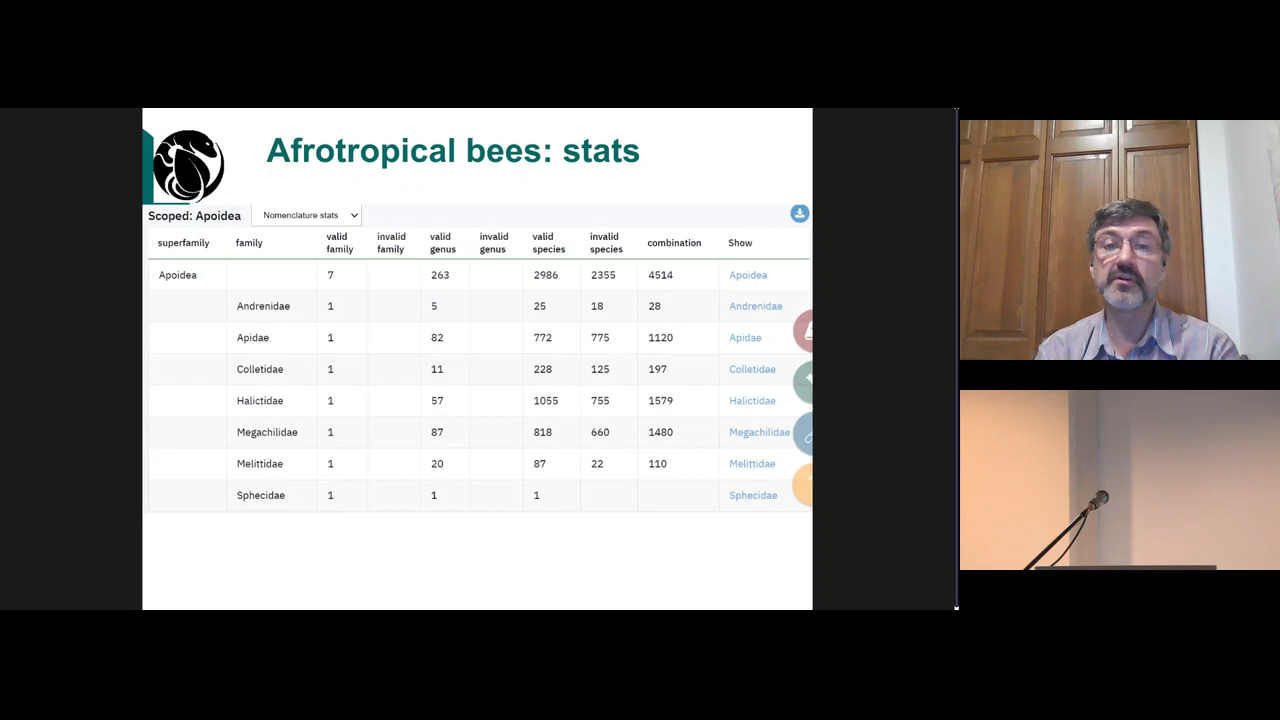 Afrotropical bees: stats
Scoped: Apoidea Nomenclature stats
superfamily family valid family invalid family valid genus invalid genus valid species invalid species combination Show
Apoidea 7 263 2986 2355 4514 Apoidea
Andrenidae 1 5 25 18 28 Andrenidae
Apidae 1 82 772 775 1120 Apidae
Colletidae 1 11 228 125 197 Colletidae
Halictidae 1 57 1055 755 1579 Halictidae
Megachilidae 1 87 818 660 1480 Megachilidae
Melittidae 1 20 87 22 110 Melittidae
Sphecidae 1 1 1 Sphecidae